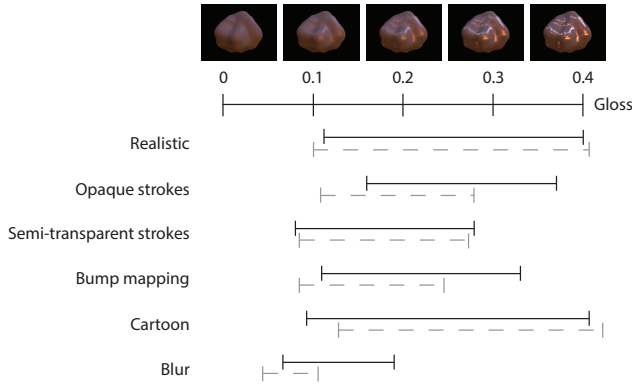 0 0.1 0.2 0.3 0.4
Gloss
Realistic
Opaque strokes
Semi-transparent strokes
Bump mapping
Cartoon
Blur